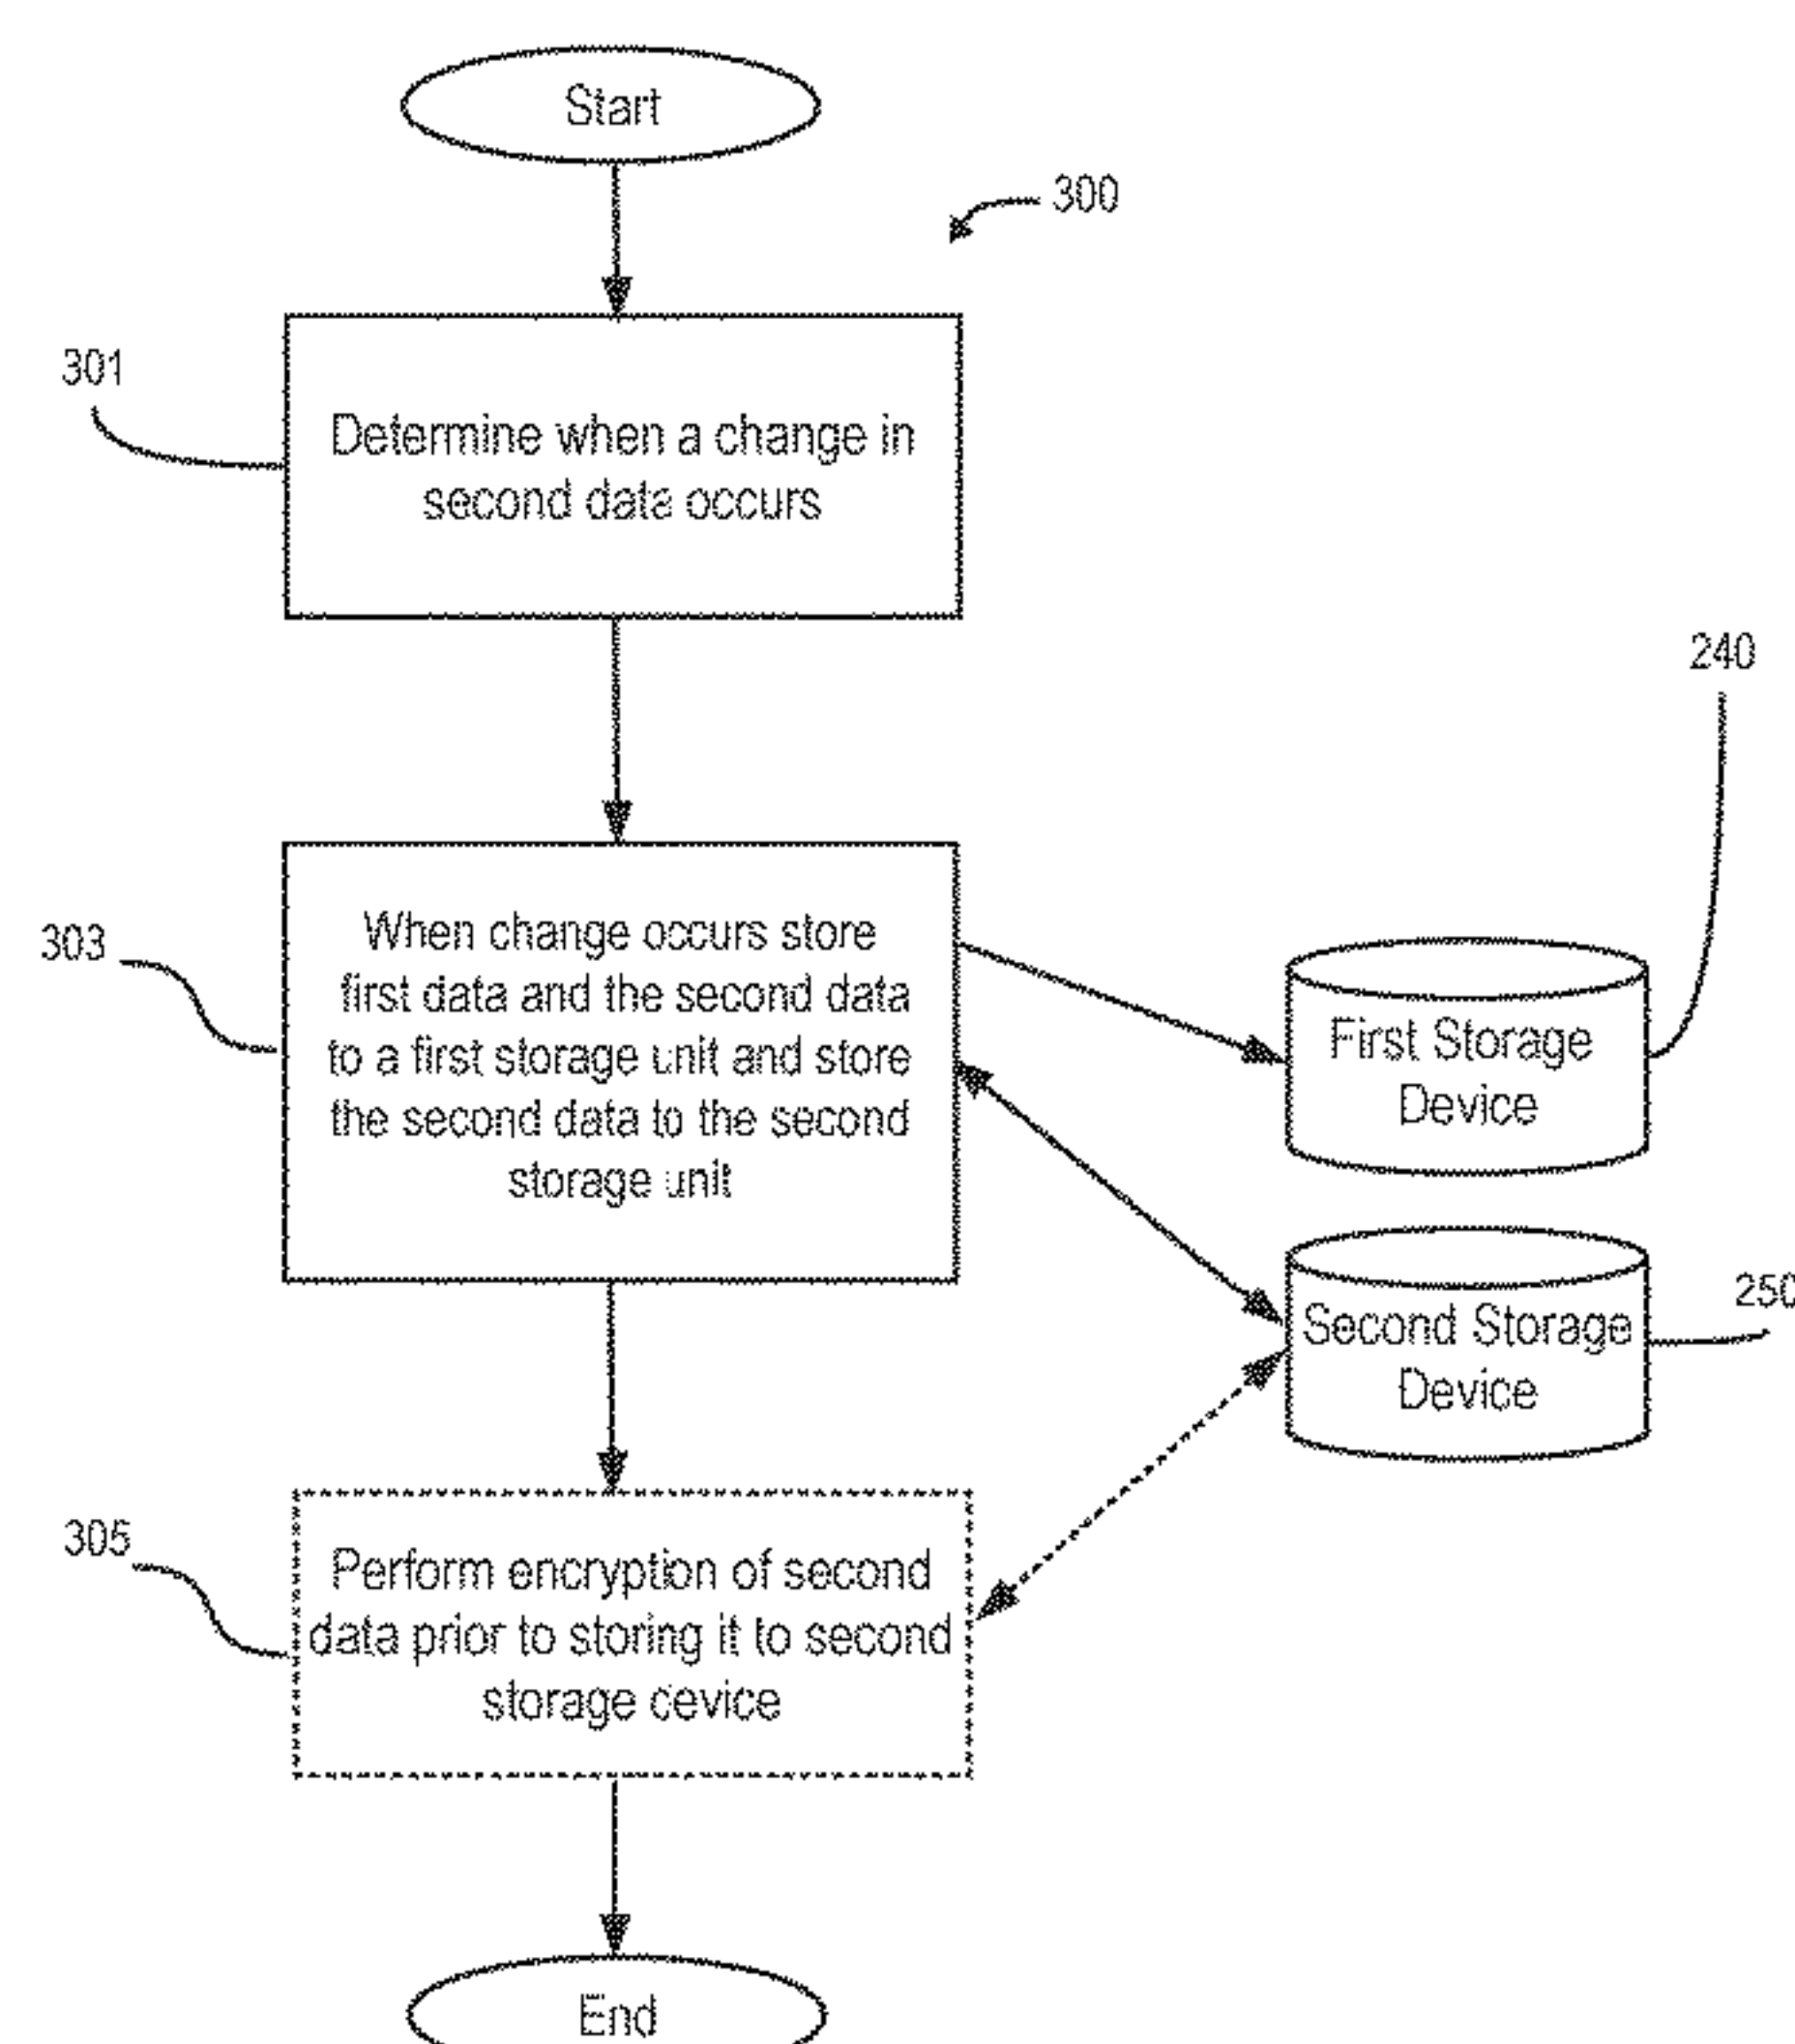 Start
300
301
Determine when a change in
second data occurs
240
303
When change occurs store
first data and the second data
to a first storage unit and store
the second data to the second
storage unit
First Storage
Device
250
Second Storage
Device
305
Perform encryption of second
data prior to storing it to second
storage cevice
End